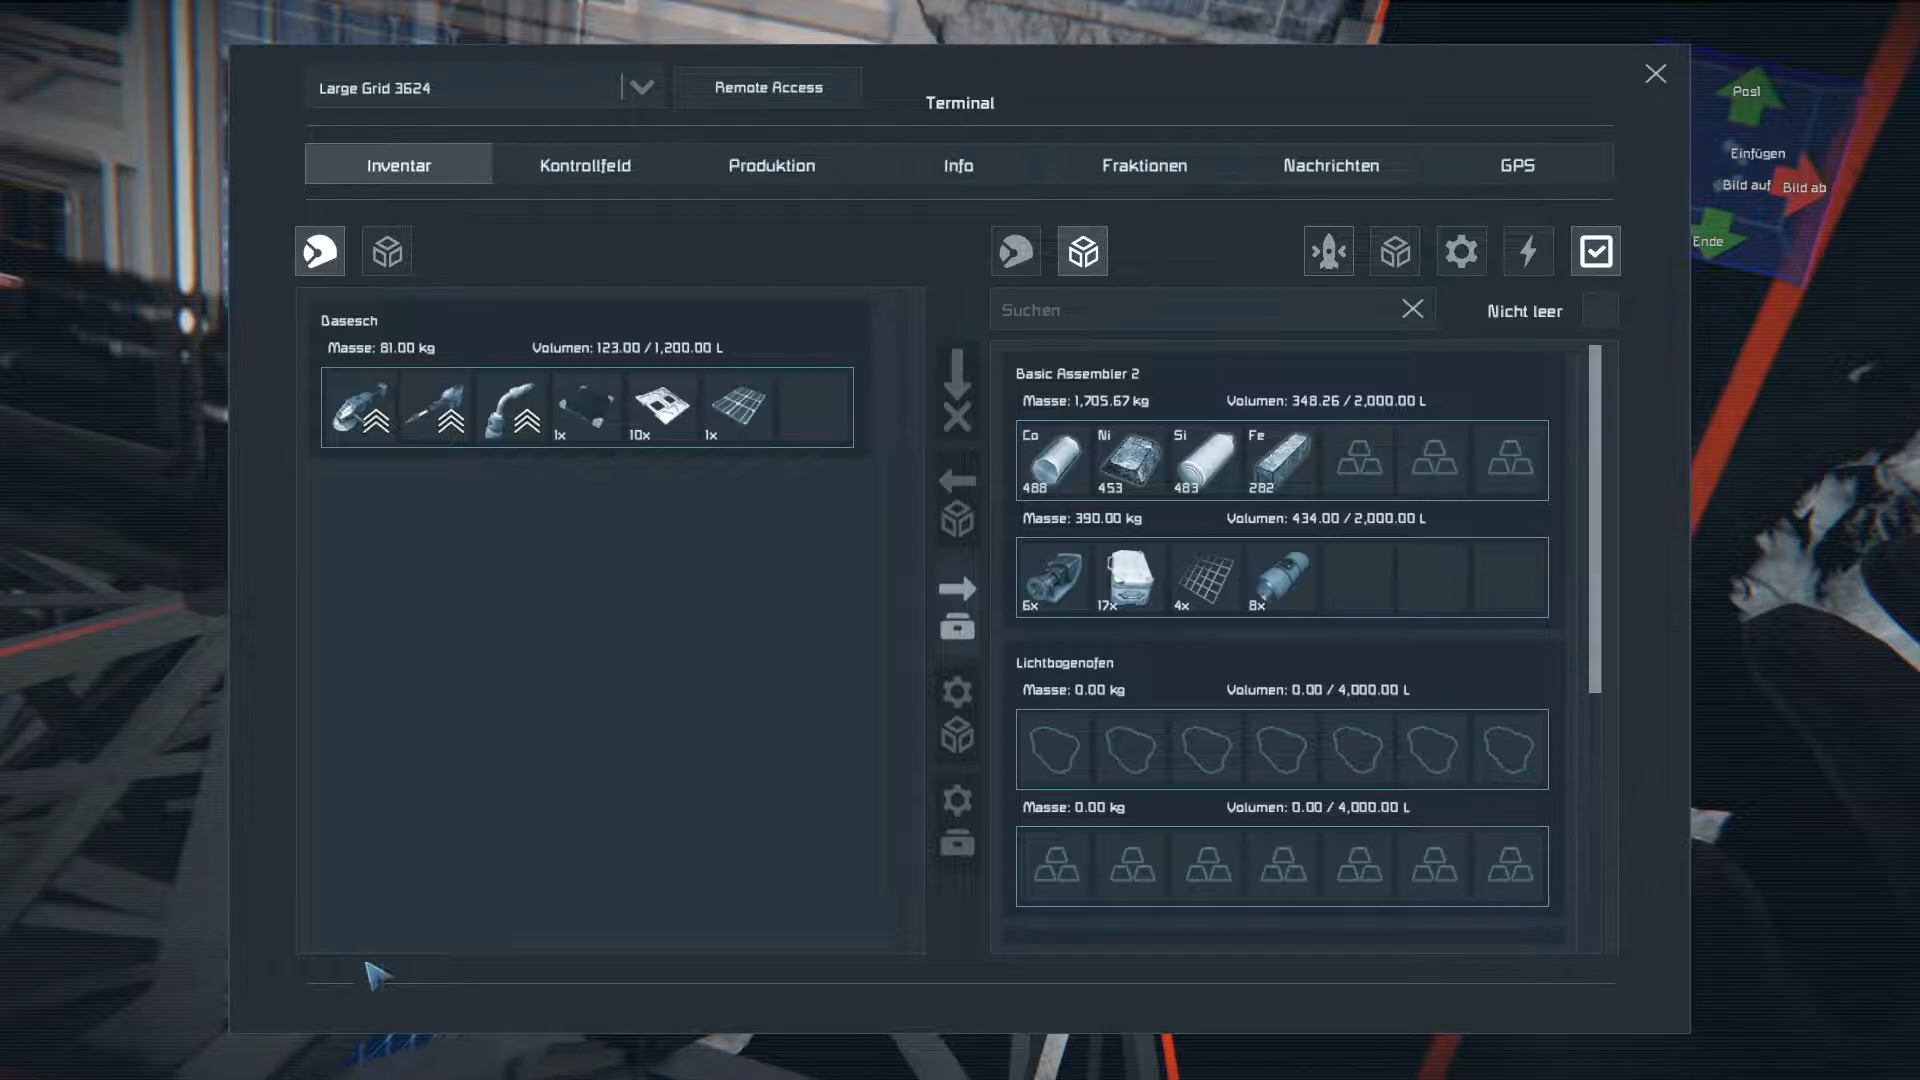 Large Grid 3624
Remote Access
Terminal
Inventar
Kontrollfeld
Produktion
Info
Fraktionen
Nachrichten
GPS
Pos1
Einfügen
Bild auf
Bild ab
Ende
Suchen
Nicht leer
Basesch
Masse: 81.00 kg
Volumen: 123.00 / 1,200.00 L
1x
10x
1x
Basic Assembler 2
Masse: 1,705.67 kg
Volumen: 348.26 / 2,000.00 L
Co
Ni
Si
Fe
488
453
483
282
Masse: 390.00 kg
Volumen: 434.00 / 2,000.00 L
6x
17x
4x
8x
Lichtbogenofen
Masse: 0.00 kg
Volumen: 0.00 / 4,000.00 L
Masse: 0.00 kg
Volumen: 0.00 / 4,000.00 L